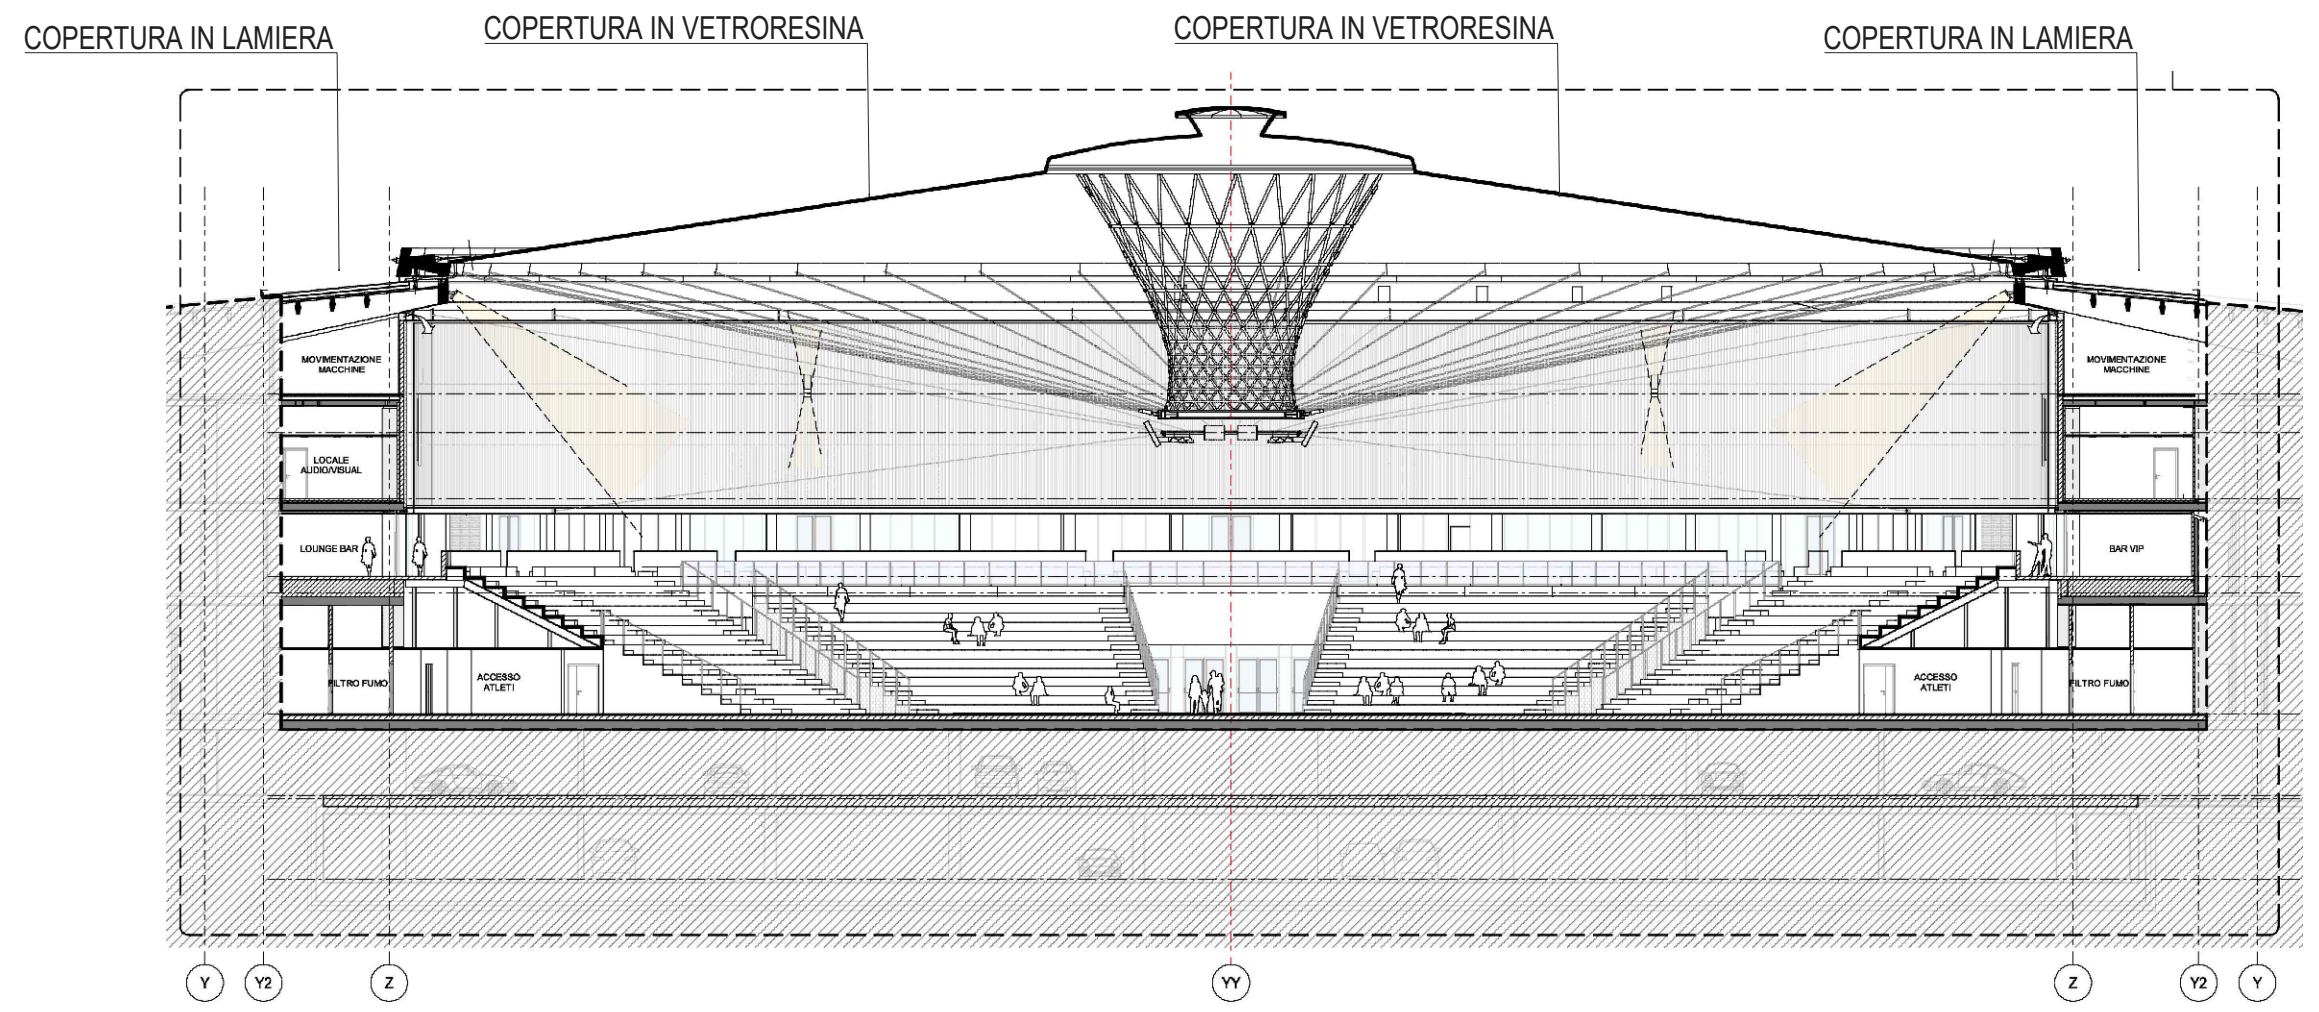 COPERTURA IN LAMIERA
COPERTURA IN VETRORESINA
COPERTURA IN VETRORESINA
COPERTURA IN LAMIERA
MOVIMENTAZIONE
MACCHINE
MOVIMENTAZIONE
MACCHINE
LOCALE
AUDIO/VISUAL
LOUNGE BAR
BAR VIP
FILTRO FUMO
ACCESSO
ATLETI
ACCESSO
ATLETI
FILTRO FUMO
Y
Y2
Z
YY
Z
Y2
Y